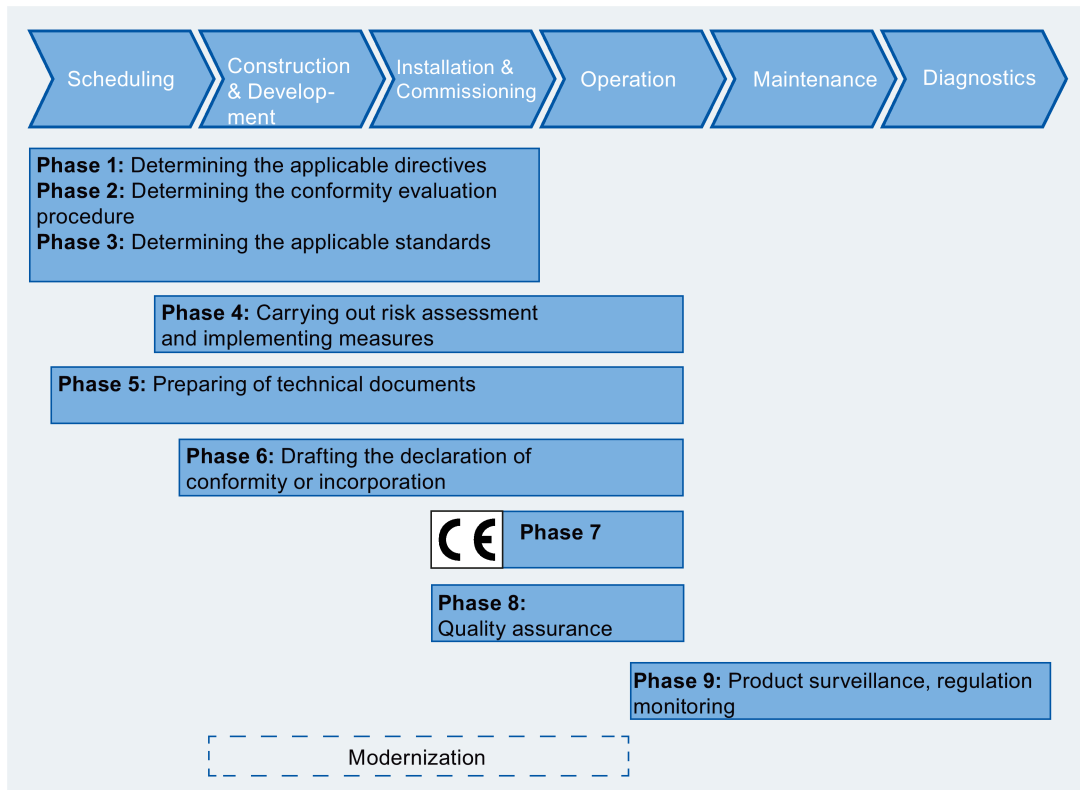 Scheduling
Construction
& Develop-
ment
Installation &
Commissioning
Operation
Maintenance
Diagnostics
Phase 1: Determining the applicable directives
Phase 2: Determining the conformity evaluation
procedure
Phase 3: Determining the applicable standards
Phase 4: Carrying out risk assessment
and implementing measures
Phase 5: Preparing of technical documents
Phase 6: Drafting the declaration of
conformity or incorporation
CE Phase 7
Phase 8:
Quality assurance
Phase 9: Product surveillance, regulation
monitoring
Modernization